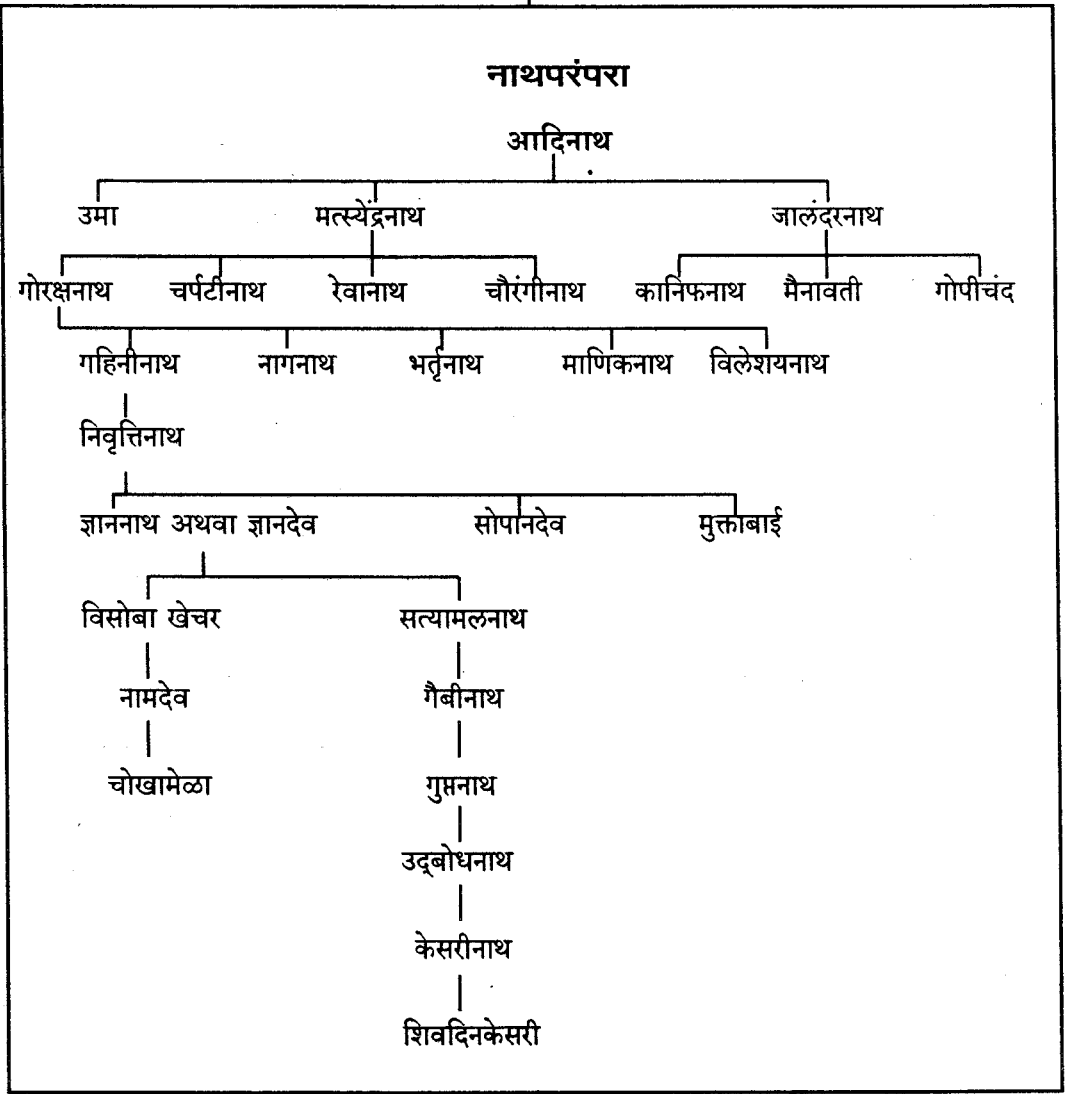 नाथपरंपरा
आदिनाथ
उमा मत्स्येंद्रनाथ जालंदरनाथ
गोरक्षनाथ चर्पटीनाथ रेवानाथ चौरंगीनाथ कानिफनाथ मैनावती गोपीचंद
गहिनीनाथ नागनाथ भर्तृनाथ माणिकनाथ विलेशयनाथ
निवृत्तिनाथ
ज्ञाननाथ अथवा ज्ञानदेव सोपानदेव मुक्ताबाई
विसोबा खेचर सत्यामलनाथ
नामदेव गैबीनाथ
चोखामेळा गुप्तनाथ
उद्‌बोधनाथ
केसरीनाथ
शिवदिनकेसरी